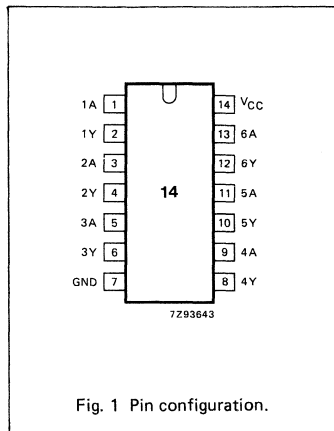 1A 1 14 VCC
1Y 2 13 6A
2A 3 12 6Y
2Y 4 14 11 5A
3A 5 10 5Y
3Y 6 9 4A
GND 7 8 4Y
7Z93643
Fig. 1 Pin configuration.